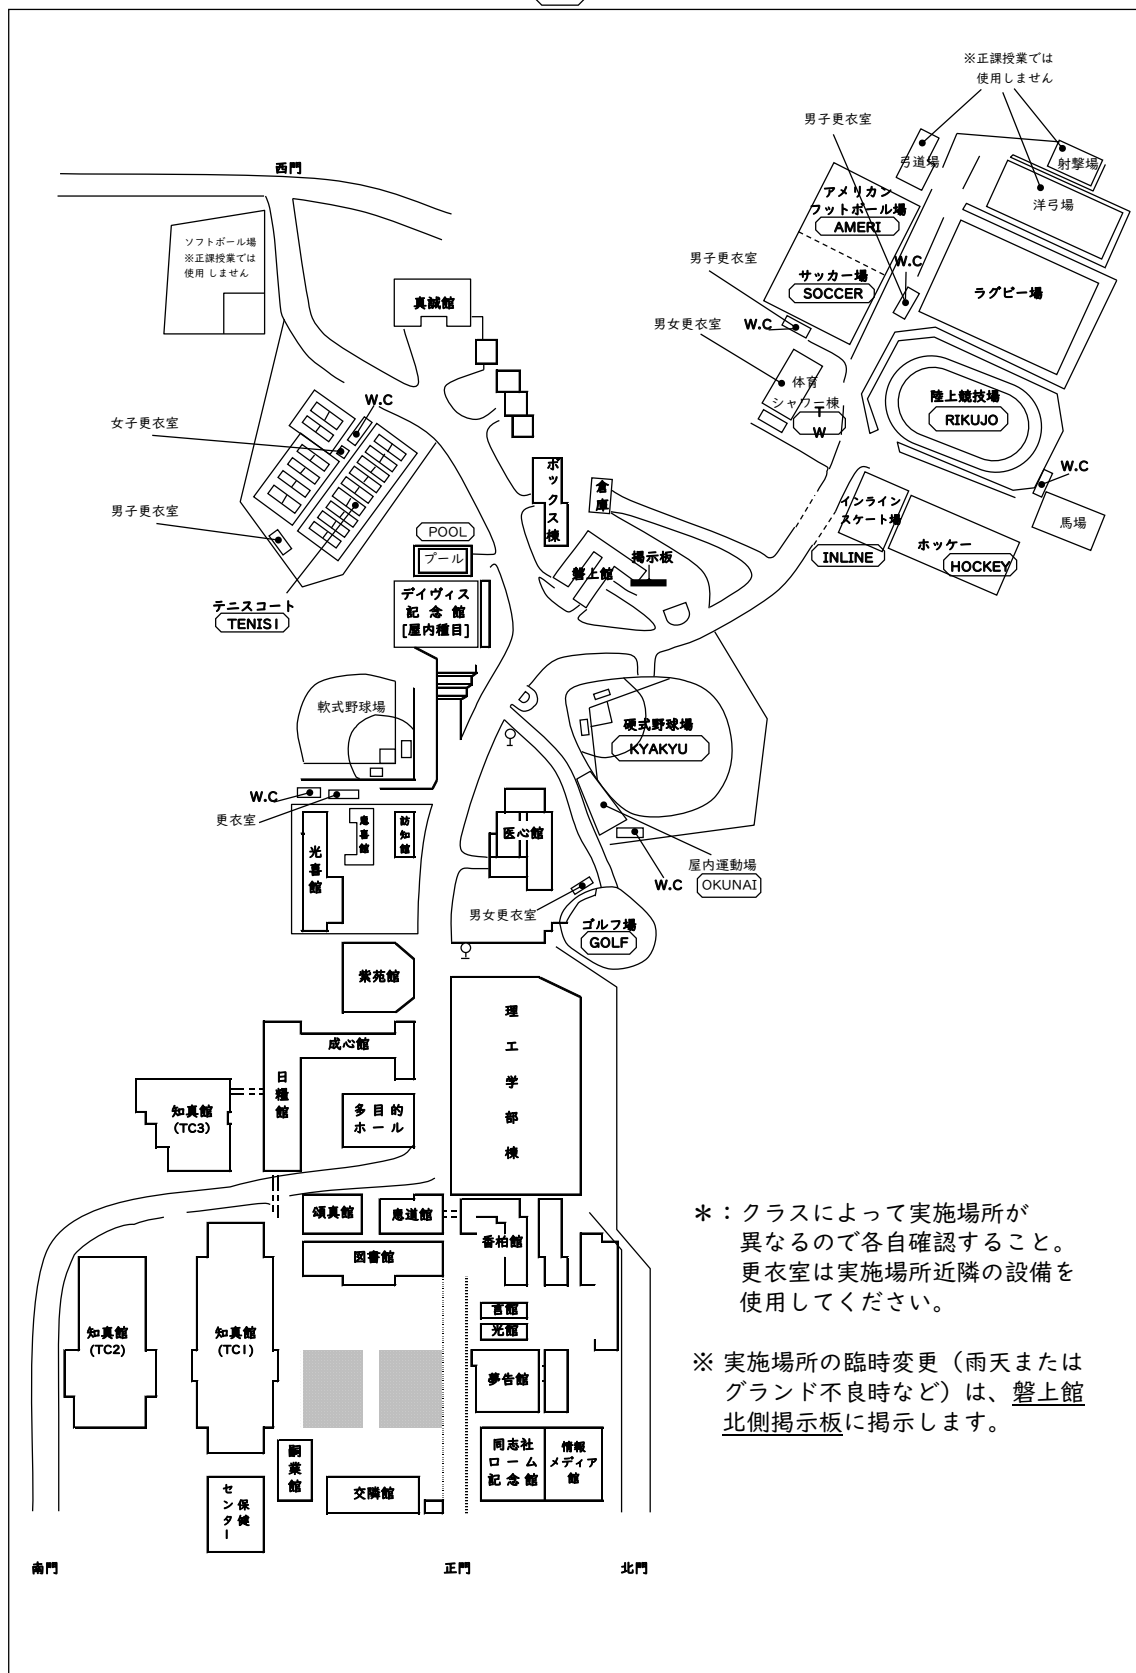 ※正課授業では
使用しません
男子更衣室
弓道場
射撃場
西門
アメリカン
フットボール場
AMERI
洋弓場
ソフトボール場
※正課授業では
使用 しません
男子更衣室
サッカー場
SOCCER
W.C
ラグビー場
真誠館
男女更衣室
W.C
体育
シャワー棟
T
W
陸上競技場
RIKUJO
W.C
女子更衣室
W.C
ボックス棟
倉庫
男子更衣室
インライン
スケート場
INLINE
ホッケー
HOCKEY
馬場
POOL
プール
磐上館
掲示板
デイヴィス
記 念 館
[屋内種目]
テニスコート
TENISI
軟式野球場
硬式野球場
KYAKYU
W.C
更衣室
光喜館
恵喜館
訪知館
医心館
屋内運動場
OKUNAI
W.C
男女更衣室
ゴルフ場
GOLF
紫苑館
理工学部棟
成心館
日糧館
知真館
(TC3)
多 目 的
ホ ー ル
頌真館
恵道館
香柏館
図書館
知真館
(TC2)
知真館
(TC1)
言館
光館
夢告館
嗣業館
同志社
ロ ー ム
記 念 館
情報
メディア
館
保健
センター
交隣館
南門
正門
北門
＊：クラスによって実施場所が
異なるので各自確認すること。
更衣室は実施場所近隣の設備を
使用してください。
※ 実施場所の臨時変更（雨天または
グランド不良時など）は、磐上館
北側掲示板に掲示します。